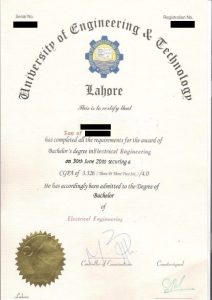 Serial No.
Registration No.
University of Engineering & Technology
Lahore
This is to certify that
Son of
has completed all the requirements for the award of
Bachelor's degree in Electrical Engineering
on 30th June 2011 securing a
CGPA of 3.326 / 4.0
He has accordingly been admitted to the Degree of
Bachelor
of
Electrical Engineering
Controller of Examinations
Countersigned
Lahore